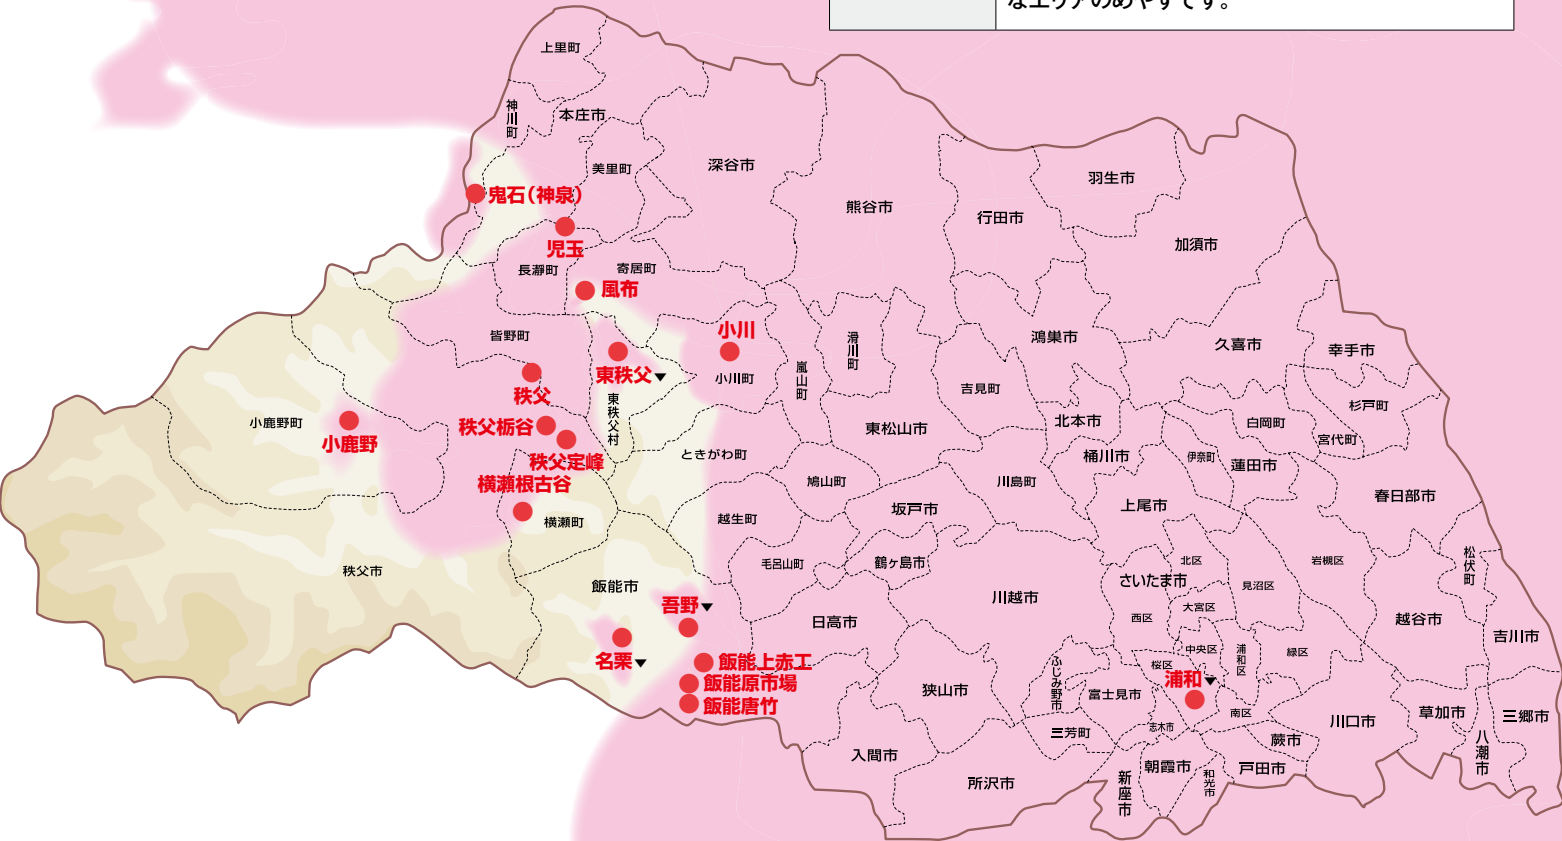 なエリアのめやすです。
上里町
神川町
本庄市
美里町
深谷市
熊谷市
行田市
羽生市
加須市
鬼石(神泉)
児玉
長瀞町
寄居町
風布
皆野町
小川
小川町
嵐山町
滑川町
鴻巣市
久喜市
幸手市
東秩父▼
東秩父村
秩父
吉見町
北本市
白岡町
杉戸町
宮代町
小鹿野町
小鹿野
秩父栃谷
秩父定峰
東松山市
ときがわ町
桶川市
伊奈町
蓮田市
横瀬根古谷
横瀬町
鳩山町
川島町
春日部市
越生町
坂戸市
上尾市
秩父市
飯能市
毛呂山町
鶴ヶ島市
北区
さいたま市
岩槻区
見沼区
松伏町
吾野▼
日高市
川越市
西区
大宮区
越谷市
吉川市
名栗▼
飯能上赤工
飯能原市場
飯能唐竹
狭山市
ふじみ野市
富士見市
中央区
桜区
浦和区
緑区
浦和▼
南区
三芳町
志木市
川口市
草加市
三郷市
入間市
所沢市
新座市
朝霞市
和光市
戸田市
蕨市
八潮市